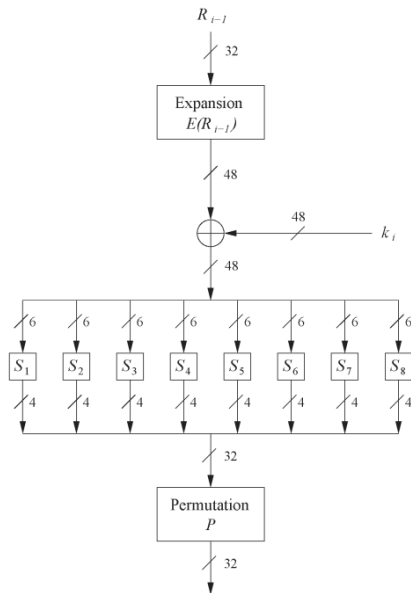 R i−1
32
Expansion
E(R i−1)
48
48
k i
48
6 6 6 6 6 6 6 6
S1 S2 S3 S4 S5 S6 S7 S8
4 4 4 4 4 4 4 4
32
Permutation
P
32